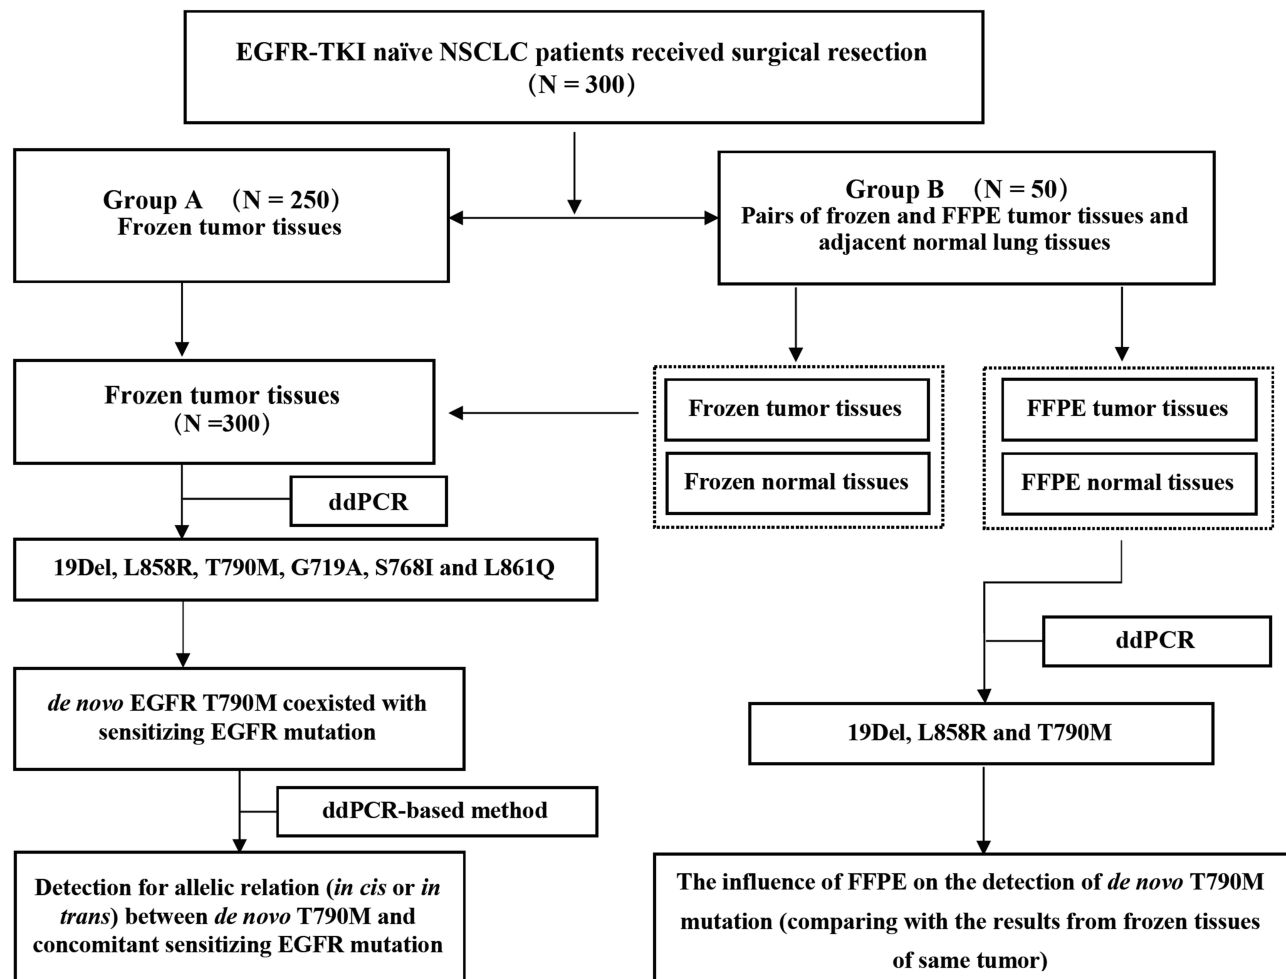 EGFR-TKI naïve NSCLC patients received surgical resection
（N = 300）
Group A （N = 250）
Frozen tumor tissues
Group B （N = 50）
Pairs of frozen and FFPE tumor tissues and
adjacent normal lung tissues
Frozen tumor tissues
（N =300）
Frozen tumor tissues
Frozen normal tissues
FFPE tumor tissues
FFPE normal tissues
ddPCR
19Del, L858R, T790M, G719A, S768I and L861Q
ddPCR
de novo EGFR T790M coexisted with
sensitizing EGFR mutation
19Del, L858R and T790M
ddPCR-based method
Detection for allelic relation (in cis or in
trans) between de novo T790M and
concomitant sensitizing EGFR mutation
The influence of FFPE on the detection of de novo T790M
mutation (comparing with the results from frozen tissues
of same tumor)